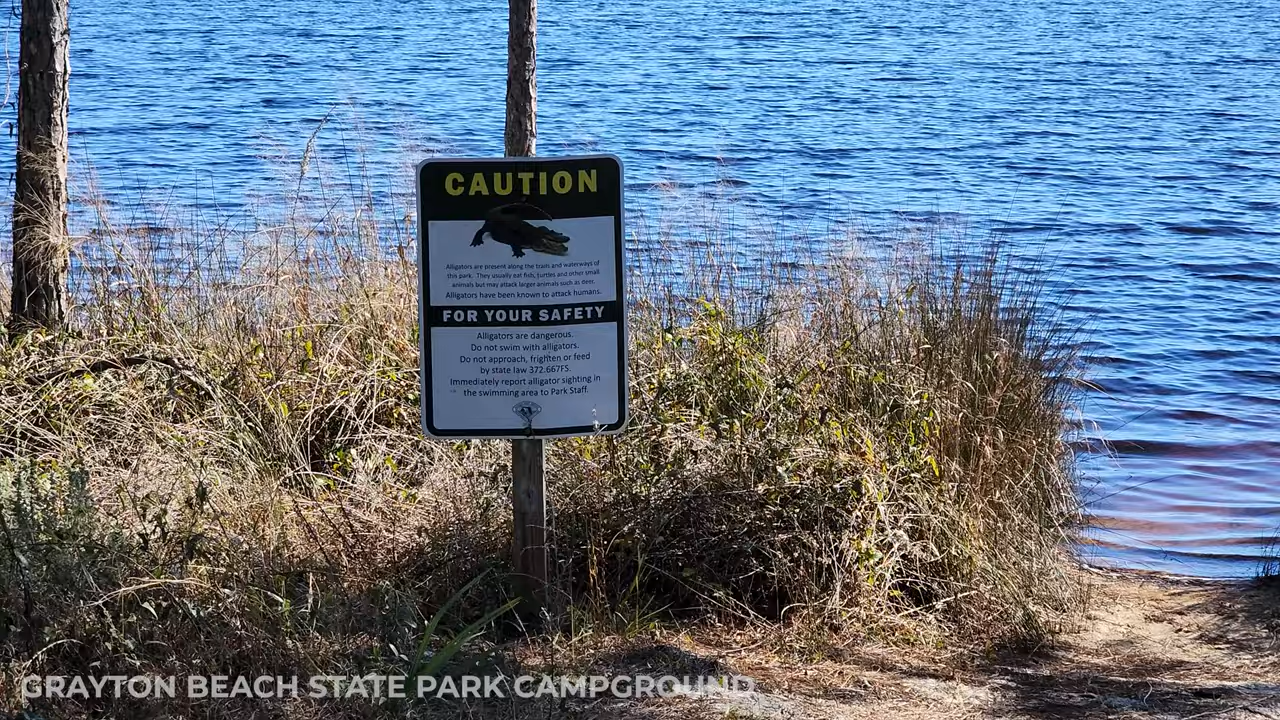 CAUTION
Alligators are present along the trails and waterways of
this park. They usually eat fish, turtles and other small
animals but may attack larger animals such as deer.
Alligators have been known to attack humans.
FOR YOUR SAFETY
Alligators are dangerous.
Do not swim with alligators.
Do not approach, frighten or feed
by state law 372.667FS.
Immediately report alligator sighting in
the swimming area to Park Staff.
GRAYTON BEACH STATE PARK CAMPGROUND